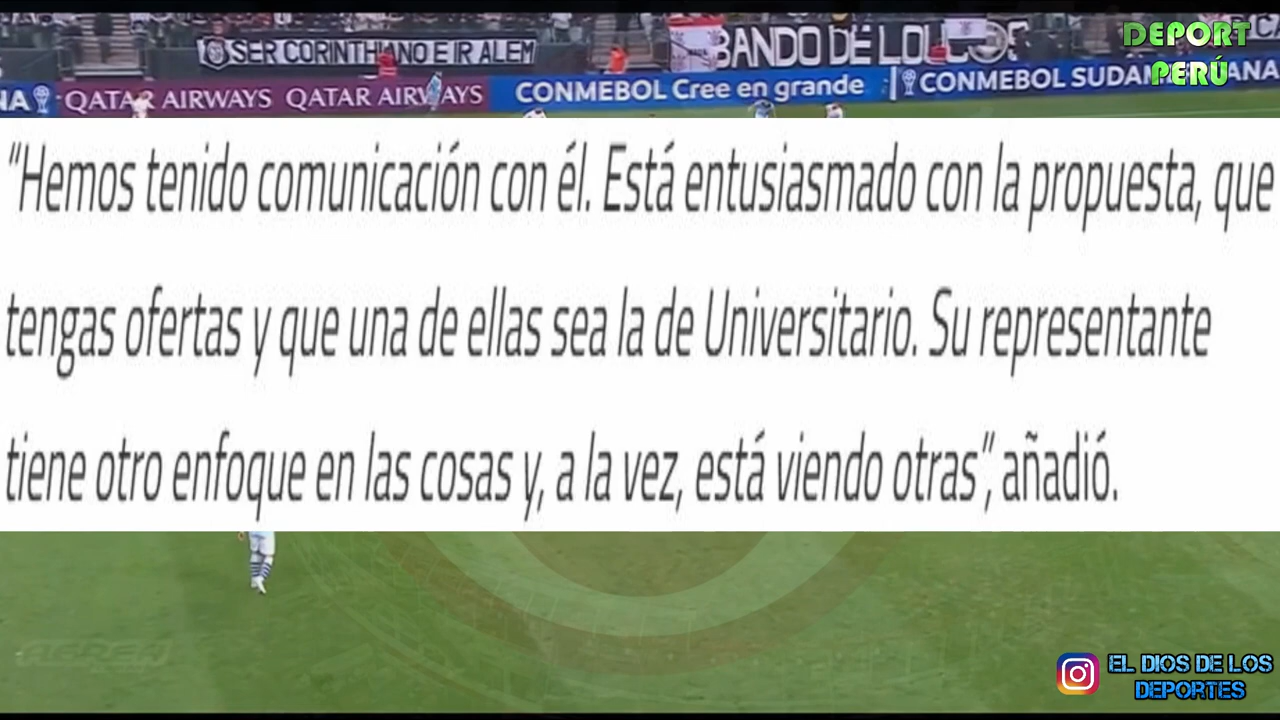 SER CORINTHIANO E IR ALEM
BANDO DE
DEPORT
PERÚ
QATAR AIRWAYS QATAR AIRWAYS
CONMEBOL Cree en grande
CONMEBOL SUDAMERICANA
“Hemos tenido comunicación con él. Está entusiasmado con la propuesta, que
tengas ofertas y que una de ellas sea la de Universitario. Su representante
tiene otro enfoque en las cosas y, a la vez, está viendo otras”, añadió.
EL DIOS DE LOS
DEPORTES